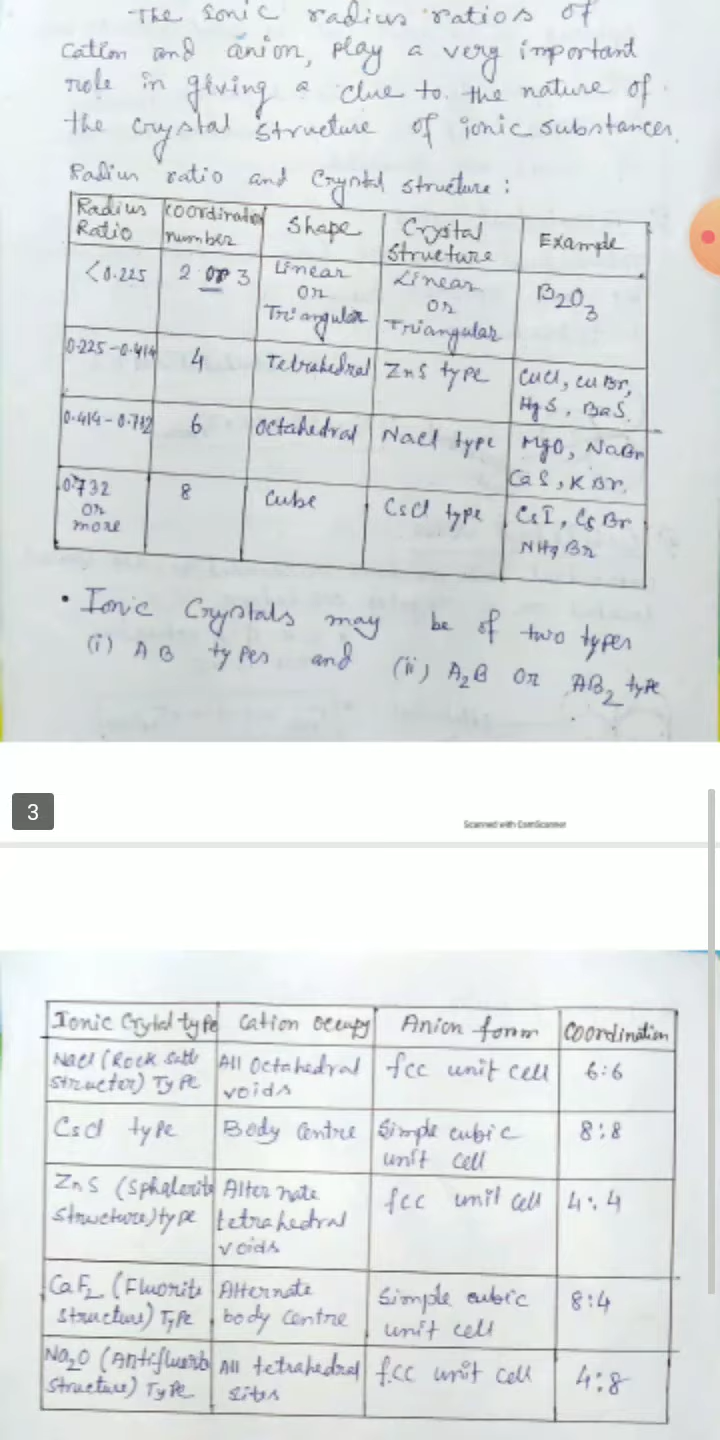 The ionic radius ratios of
cation and anion, play a very important
role in giving a clue to the nature of
the crystal structure of ionic substances.
Radius ratio and Crystal structure :
Radius Ratio | coordination number | Shape | Crystal Structure | Example
<0.225 | 2 or 3 | Linear or Triangular | Linear or Triangular | B2O3
0.225-0.414 | 4 | Tetrahedral | ZnS type | CuCl, CuBr, HgS, BaS.
0.414-0.732 | 6 | Octahedral | NaCl type | MgO, NaBr CaS, KBr.
0.732 or more | 8 | Cube | CsCl type | CsI, CsBr NH4Br
• Ionic Crystals may be of two types
(i) AB types and (ii) A2B or AB2 type
3
Scanned with CamScanner
Ionic Crytal type | Cation occupy | Anion form | Coordination
NaCl (Rock salt structer) Type | All Octahedral voids | fcc unit cell | 6:6
CsCl type | Body Centre | Simple cubic unit cell | 8:8
ZnS (Sphalerite structure) type | Alternate tetrahedral voids | fcc unit cell | 4:4
CaF2 (Fluorite structure) Type | Alternate body centre | Simple cubic unit cell | 8:4
Na2O (Antifluorite structure) Type | All tetrahedral sites | fcc unit cell | 4:8